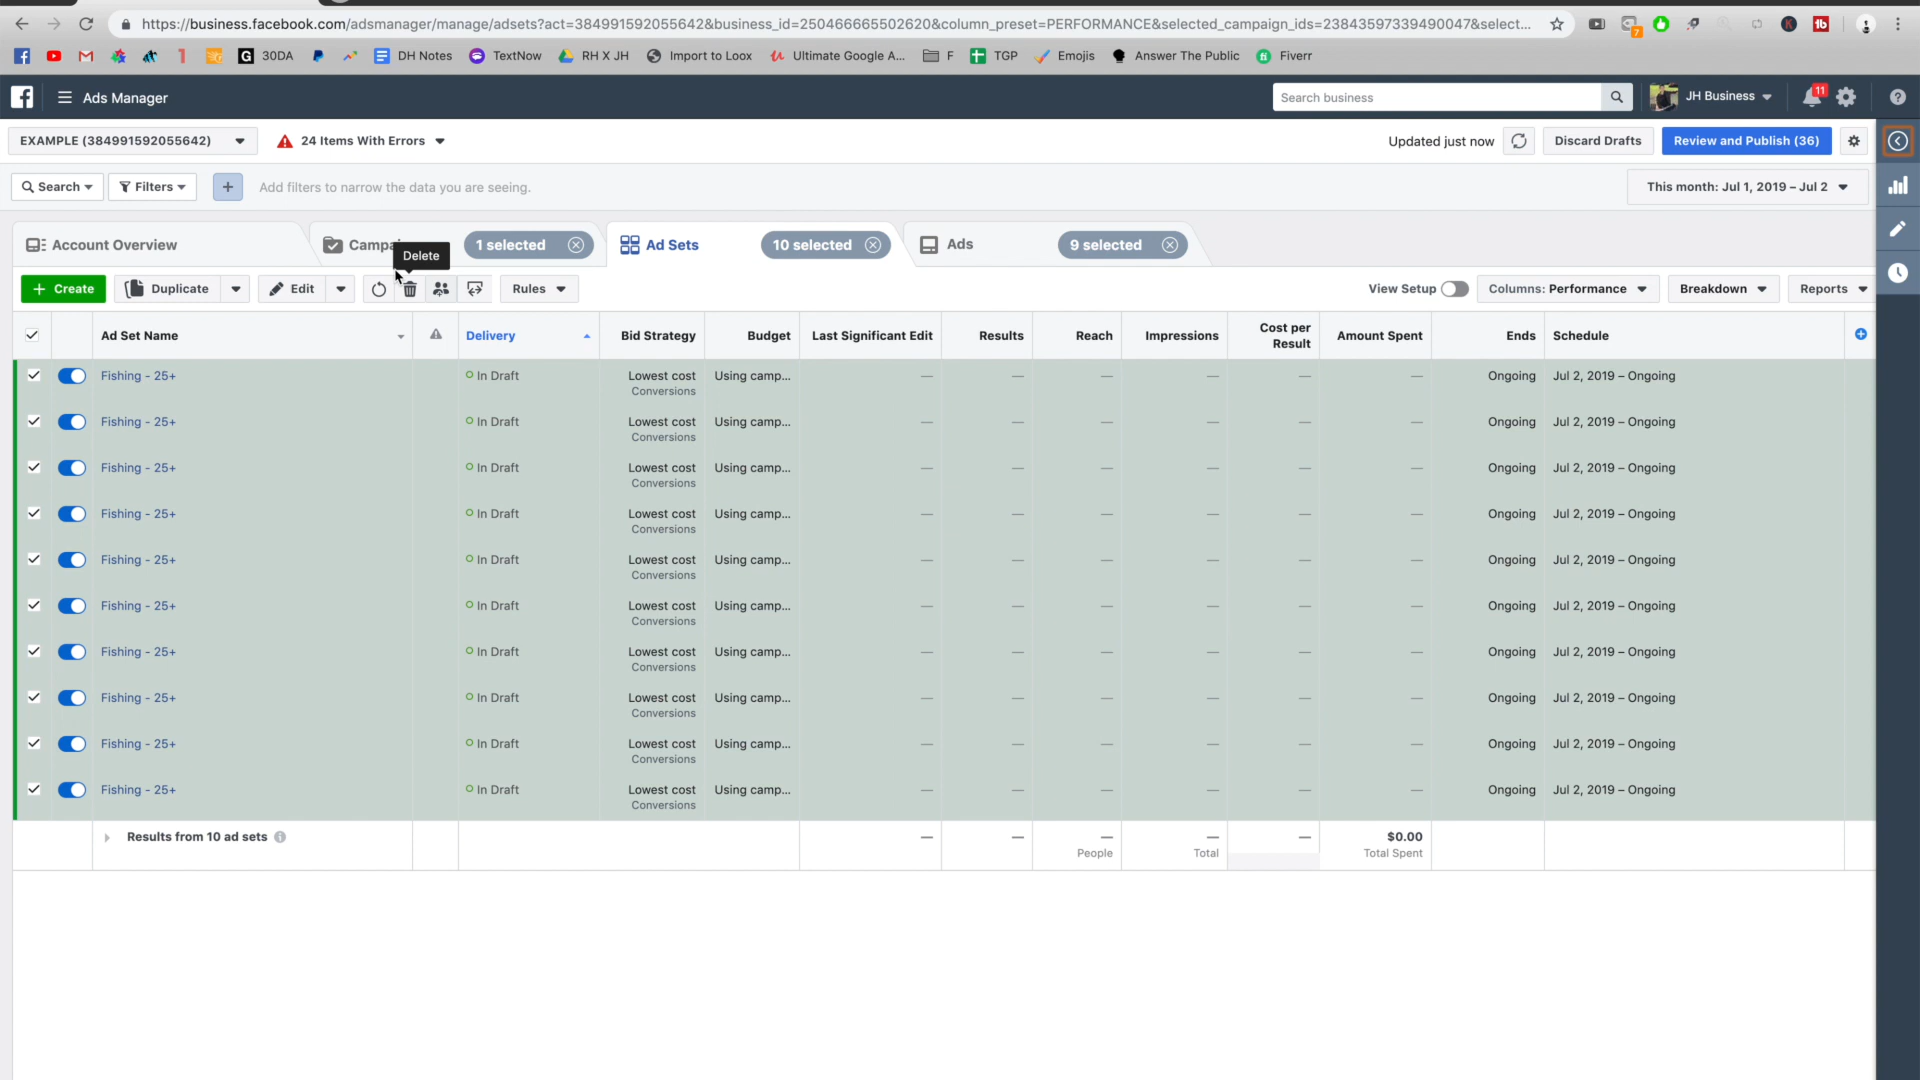 https://business.facebook.com/adsmanager/manage/adsets?act=384991592055642&business_id=250466665502620&column_preset=PERFORMANCE&selected_campaign_ids=23843597339490047&select...
7
30DA DH Notes TextNow RH X JH Import to Loox Ultimate Google A... F TGP Emojis Answer The Public Fiverr
Ads Manager Search business JH Business 11
EXAMPLE (384991592055642) 24 Items With Errors Updated just now Discard Drafts Review and Publish (36)
Search Filters + Add filters to narrow the data you are seeing. This month: Jul 1, 2019 – Jul 2
Account Overview Campa 1 selected Ad Sets 10 selected Ads 9 selected
Delete
+ Create Duplicate Edit Rules View Setup Columns: Performance Breakdown Reports
Ad Set Name Delivery Bid Strategy Budget Last Significant Edit Results Reach Impressions Cost per Result Amount Spent Ends Schedule
Fishing - 25+ In Draft Lowest cost Using camp... — — — — — — Ongoing Jul 2, 2019 – Ongoing
Conversions
Fishing - 25+ In Draft Lowest cost Using camp... — — — — — — Ongoing Jul 2, 2019 – Ongoing
Conversions
Fishing - 25+ In Draft Lowest cost Using camp... — — — — — — Ongoing Jul 2, 2019 – Ongoing
Conversions
Fishing - 25+ In Draft Lowest cost Using camp... — — — — — — Ongoing Jul 2, 2019 – Ongoing
Conversions
Fishing - 25+ In Draft Lowest cost Using camp... — — — — — — Ongoing Jul 2, 2019 – Ongoing
Conversions
Fishing - 25+ In Draft Lowest cost Using camp... — — — — — — Ongoing Jul 2, 2019 – Ongoing
Conversions
Fishing - 25+ In Draft Lowest cost Using camp... — — — — — — Ongoing Jul 2, 2019 – Ongoing
Conversions
Fishing - 25+ In Draft Lowest cost Using camp... — — — — — — Ongoing Jul 2, 2019 – Ongoing
Conversions
Fishing - 25+ In Draft Lowest cost Using camp... — — — — — — Ongoing Jul 2, 2019 – Ongoing
Conversions
Fishing - 25+ In Draft Lowest cost Using camp... — — — — — — Ongoing Jul 2, 2019 – Ongoing
Conversions
Results from 10 ad sets — — — — — $0.00
People Total Total Spent